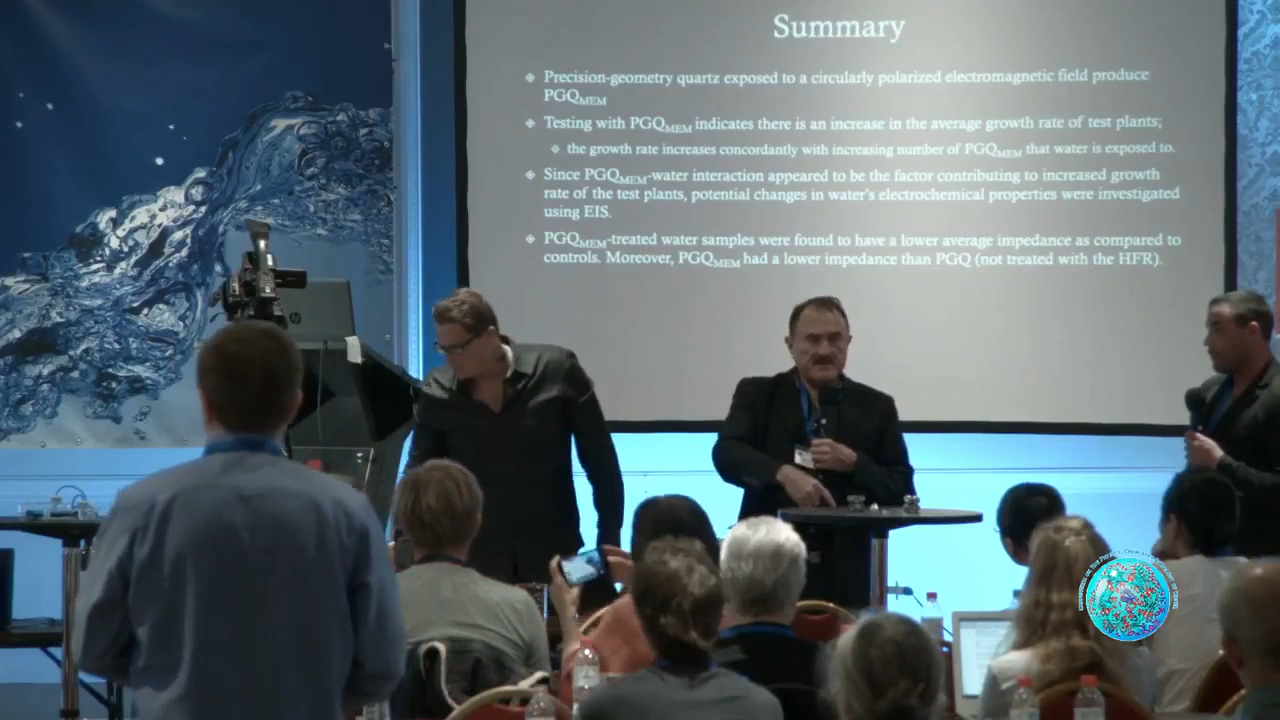 Summary
Precision-geometry quartz exposed to a circularly polarized electromagnetic field produce
PGQMEM
Testing with PGQMEM indicates there is an increase in the average growth rate of test plants;
the growth rate increases concordantly with increasing number of PGQMEM that water is exposed to.
Since PGQMEM-water interaction appeared to be the factor contributing to increased growth
rate of the test plants, potential changes in water's electrochemical properties were investigated
using EIS.
PGQMEM-treated water samples were found to have a lower average impedance as compared to
controls. Moreover, PGQMEM had a lower impedance than PGQ (not treated with the HFR).
hp